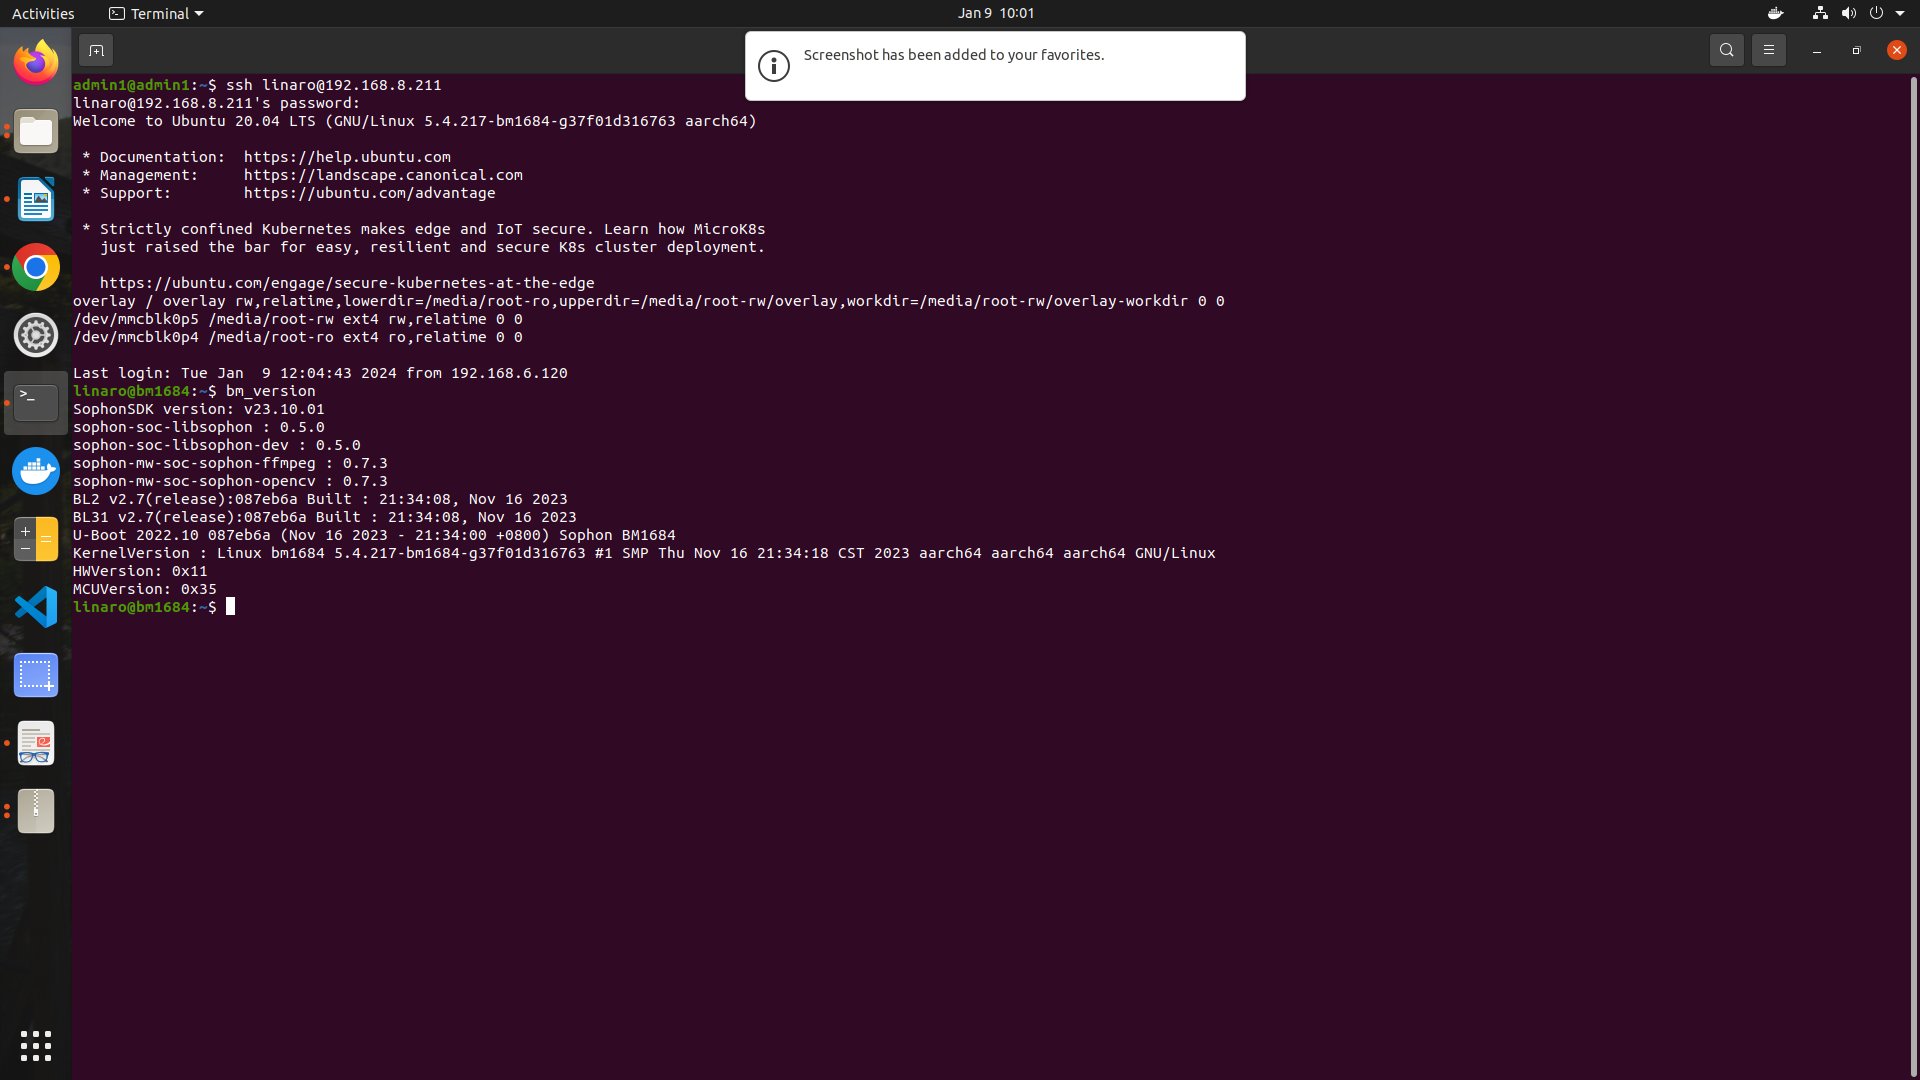 Activities
Terminal
Jan 9 10:01
Screenshot has been added to your favorites.
admin1@admin1:~$ ssh linaro@192.168.8.211
linaro@192.168.8.211's password:
Welcome to Ubuntu 20.04 LTS (GNU/Linux 5.4.217-bm1684-g37f01d316763 aarch64)
* Documentation:  https://help.ubuntu.com
* Management:     https://landscape.canonical.com
* Support:        https://ubuntu.com/advantage
* Strictly confined Kubernetes makes edge and IoT secure. Learn how MicroK8s
just raised the bar for easy, resilient and secure K8s cluster deployment.
https://ubuntu.com/engage/secure-kubernetes-at-the-edge
overlay / overlay rw,relatime,lowerdir=/media/root-ro,upperdir=/media/root-rw/overlay,workdir=/media/root-rw/overlay-workdir 0 0
/dev/mmcblk0p5 /media/root-rw ext4 rw,relatime 0 0
/dev/mmcblk0p4 /media/root-ro ext4 ro,relatime 0 0
Last login: Tue Jan  9 12:04:43 2024 from 192.168.6.120
linaro@bm1684:~$ bm_version
SophonSDK version: v23.10.01
sophon-soc-libsophon : 0.5.0
sophon-soc-libsophon-dev : 0.5.0
sophon-mw-soc-sophon-ffmpeg : 0.7.3
sophon-mw-soc-sophon-opencv : 0.7.3
BL2 v2.7(release):087eb6a Built : 21:34:08, Nov 16 2023
BL31 v2.7(release):087eb6a Built : 21:34:08, Nov 16 2023
U-Boot 2022.10 087eb6a (Nov 16 2023 - 21:34:00 +0800) Sophon BM1684
KernelVersion : Linux bm1684 5.4.217-bm1684-g37f01d316763 #1 SMP Thu Nov 16 21:34:18 CST 2023 aarch64 aarch64 aarch64 GNU/Linux
HWVersion: 0x11
MCUVersion: 0x35
linaro@bm1684:~$